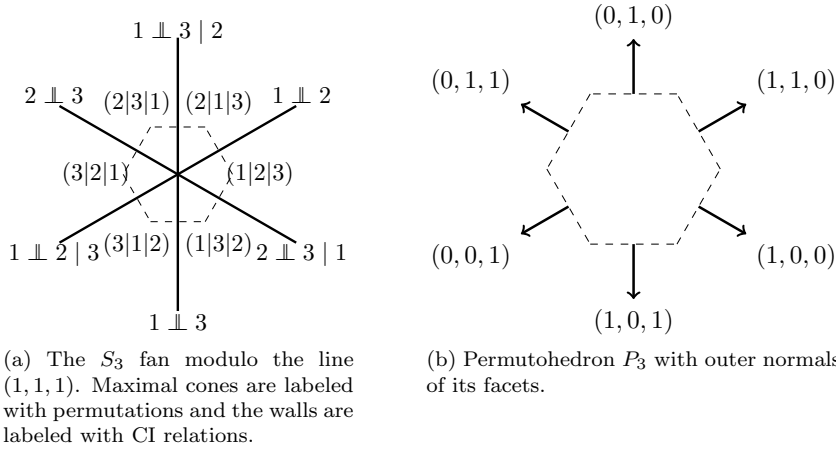 1 ⫫ 3 | 2
2 ⫫ 3
(2|3|1)
(2|1|3)
1 ⫫ 2
(3|2|1)
(1|2|3)
1 ⫫ 2 | 3
(3|1|2)
(1|3|2)
2 ⫫ 3 | 1
1 ⫫ 3
(a) The S₃ fan modulo the line
(1, 1, 1). Maximal cones are labeled
with permutations and the walls are
labeled with CI relations.
(0, 1, 0)
(0, 1, 1)
(1, 1, 0)
(0, 0, 1)
(1, 0, 0)
(1, 0, 1)
(b) Permutohedron P₃ with outer normals
of its facets.